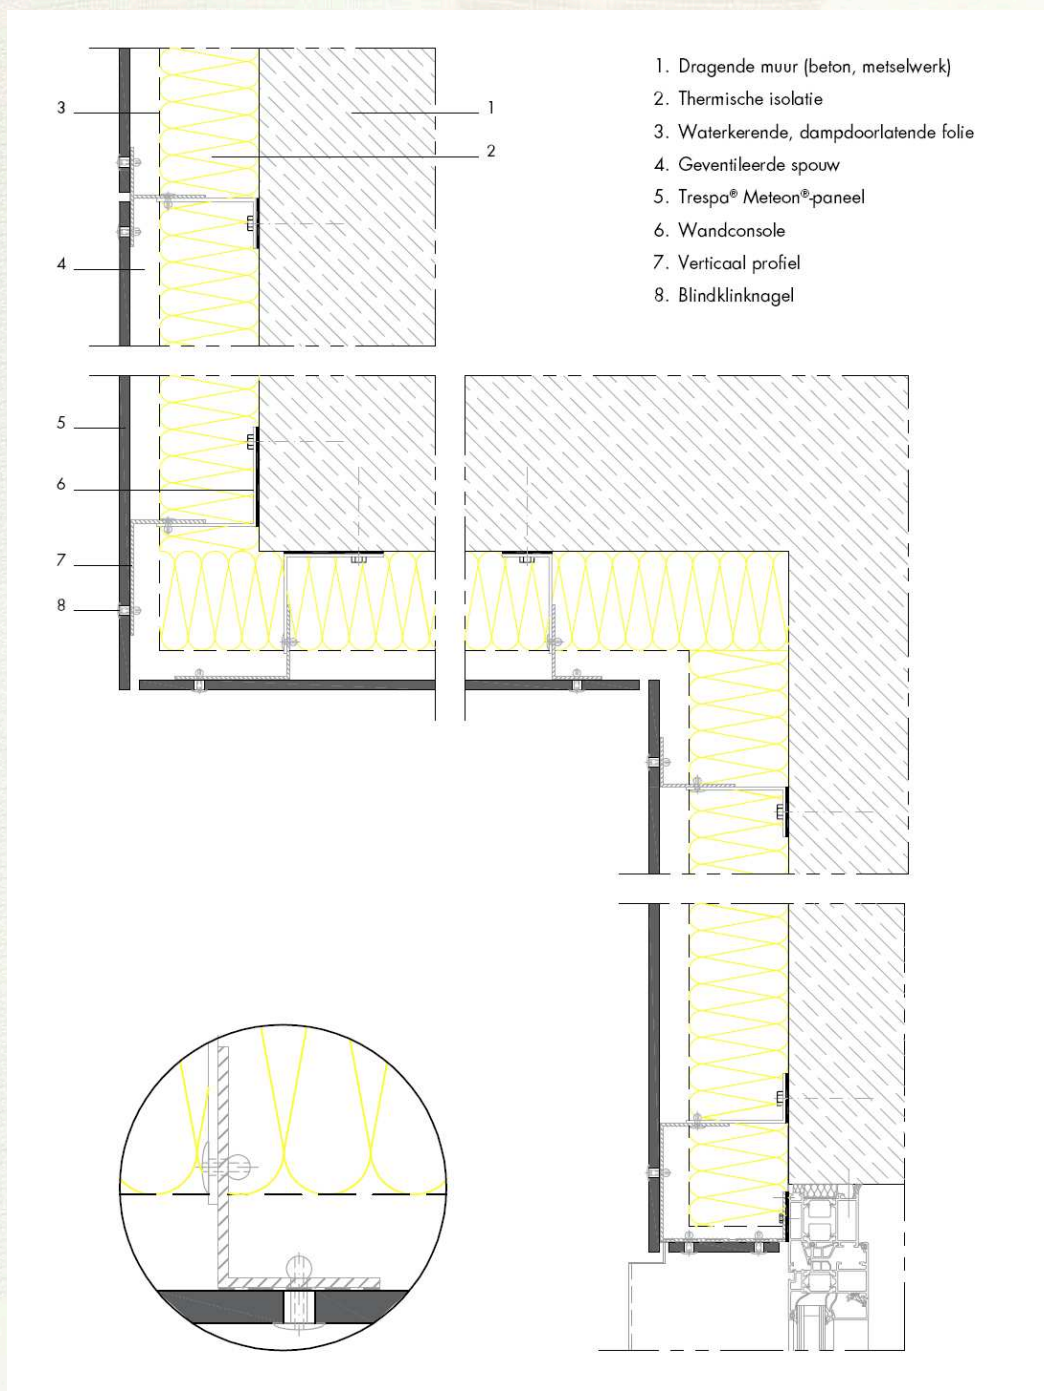 1. Dragende muur (beton, metselwerk)
2. Thermische isolatie
3. Waterkerende, dampdoorlatende folie
4. Geventileerde spouw
5. Trespa® Meteon®-paneel
6. Wandconsole
7. Verticaal profiel
8. Blindklinknagel
3
1
2
4
5
6
7
8